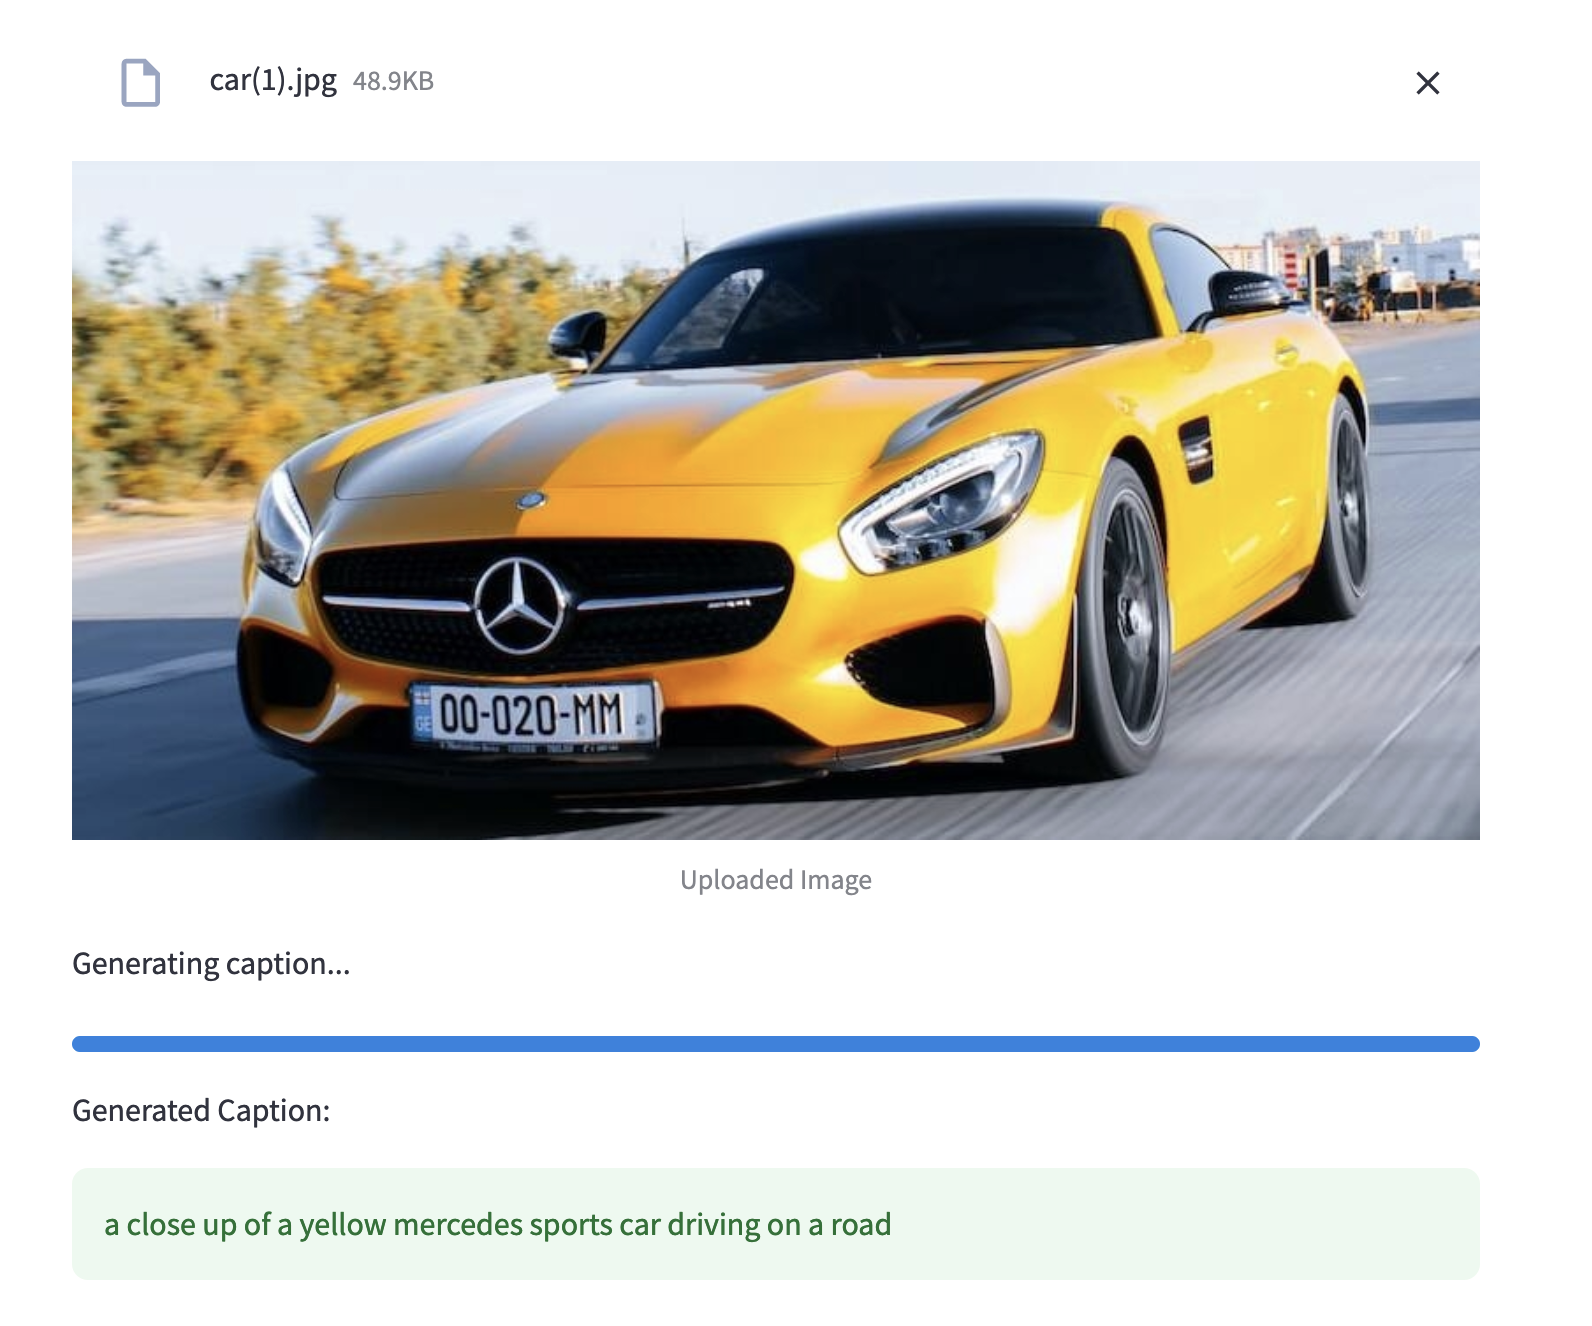 car(1).jpg 48.9KB
GE 00-020-MM
Uploaded Image
Generating caption...
Generated Caption:
a close up of a yellow mercedes sports car driving on a road